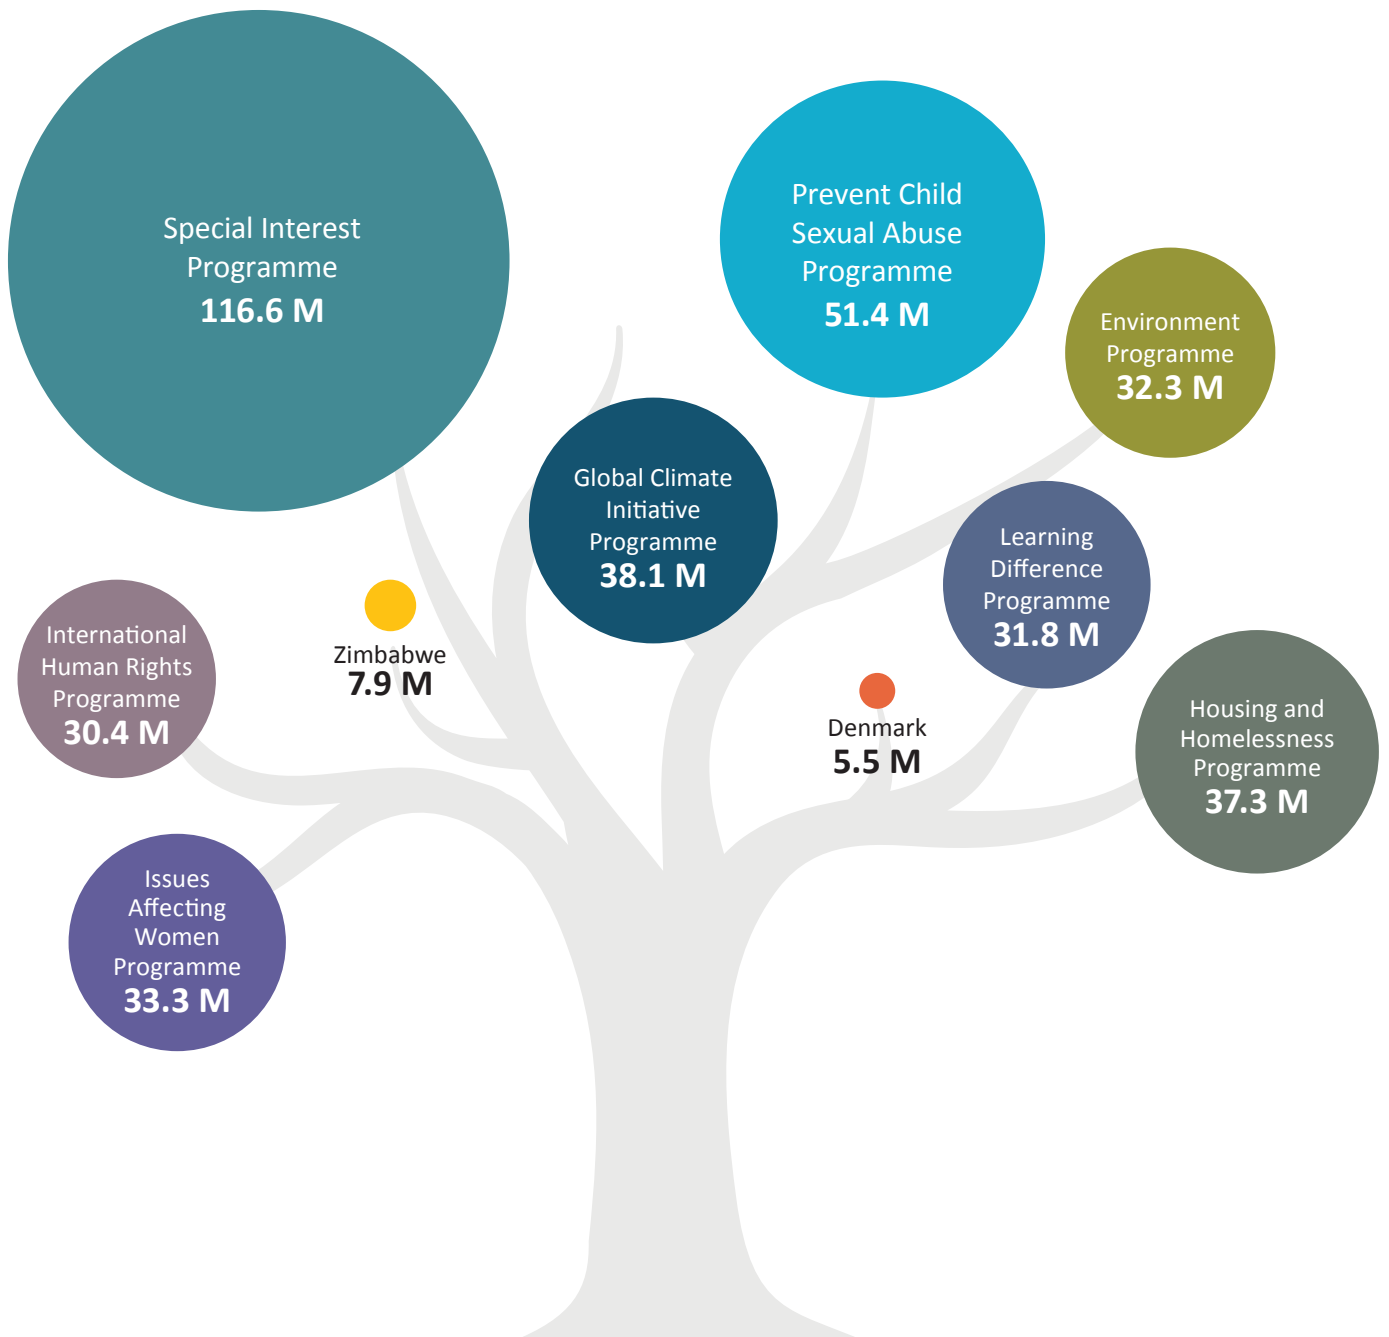 Special Interest
Programme
116.6 M
Prevent Child
Sexual Abuse
Programme
51.4 M
Environment
Programme
32.3 M
Global Climate
Initiative
Programme
38.1 M
Learning
Difference
Programme
31.8 M
International
Human Rights
Programme
30.4 M
Zimbabwe
7.9 M
Denmark
5.5 M
Housing and
Homelessness
Programme
37.3 M
Issues
Affecting
Women
Programme
33.3 M